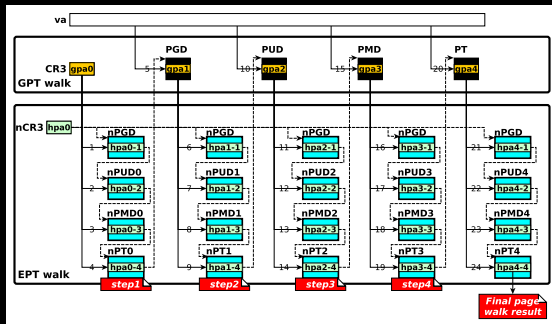 va
PGD PUD PMD PT
CR3 gpa0 5 gpa1 10 gpa2 15 gpa3 20 gpa4
GPT walk
nCR3 hpa0
nPGD nPGD nPGD nPGD nPGD
1 hpa0-1 6 hpa1-1 11 hpa2-1 16 hpa3-1 21 hpa4-1
nPUD0 nPUD1 nPUD2 nPUD3 nPUD4
2 hpa0-2 7 hpa1-2 12 hpa2-2 17 hpa3-2 22 hpa4-2
nPMD0 nPMD1 nPMD2 nPMD3 nPMD4
3 hpa0-3 8 hpa1-3 13 hpa2-3 18 hpa3-3 23 hpa4-3
nPT0 nPT1 nPT2 nPT3 nPT4
4 hpa0-4 9 hpa1-4 14 hpa2-4 19 hpa3-4 24 hpa4-4
EPT walk
step1 step2 step3 step4
Final page
walk result